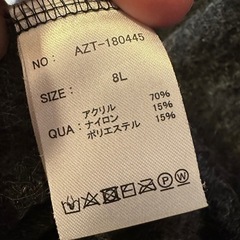 NO: AZT-180445
SIZE: 8L
アクリル 70%
QUA: ナイロン 15%
ポリエステル 15%